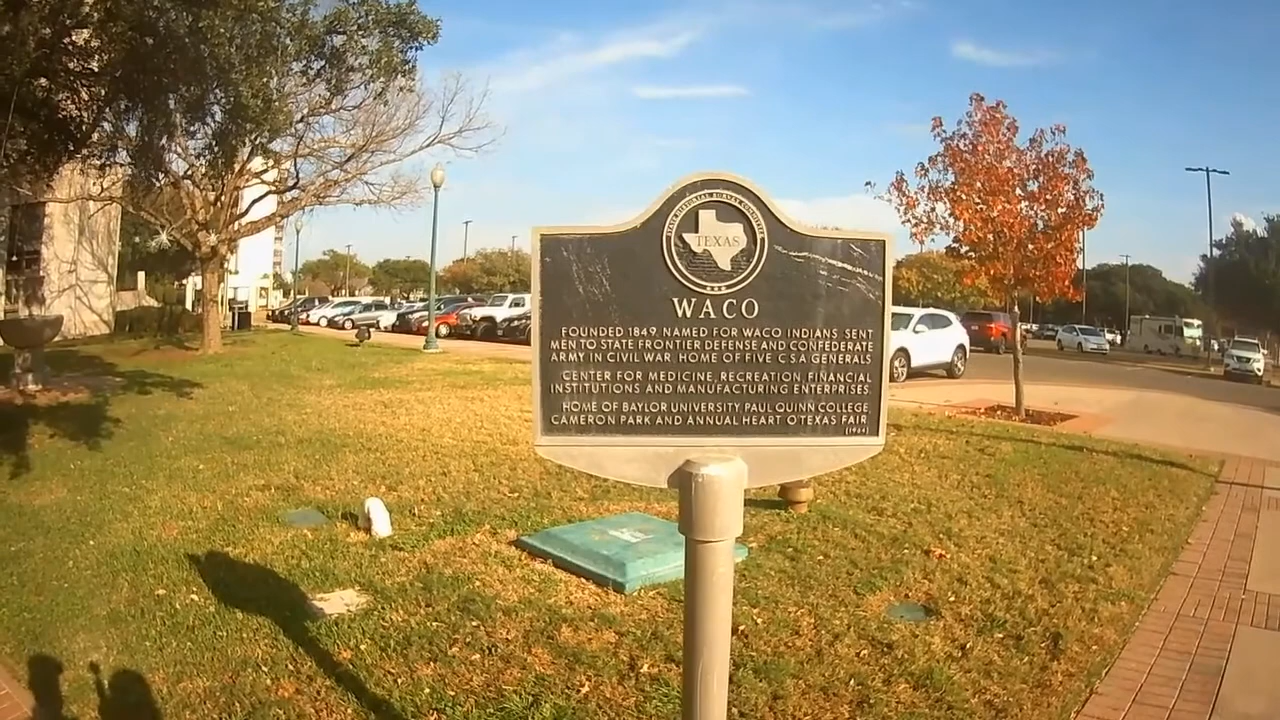 STATE HISTORICAL SURVEY COMMITTEE
TEXAS
WACO
FOUNDED 1849. NAMED FOR WACO INDIANS. SENT
MEN TO STATE FRONTIER DEFENSE AND CONFEDERATE
ARMY IN CIVIL WAR. HOME OF FIVE C S A GENERALS
CENTER FOR MEDICINE, RECREATION, FINANCIAL
INSTITUTIONS AND MANUFACTURING ENTERPRISES.
HOME OF BAYLOR UNIVERSITY, PAUL QUINN COLLEGE,
CAMERON PARK AND ANNUAL HEART O'TEXAS FAIR.
(1964)